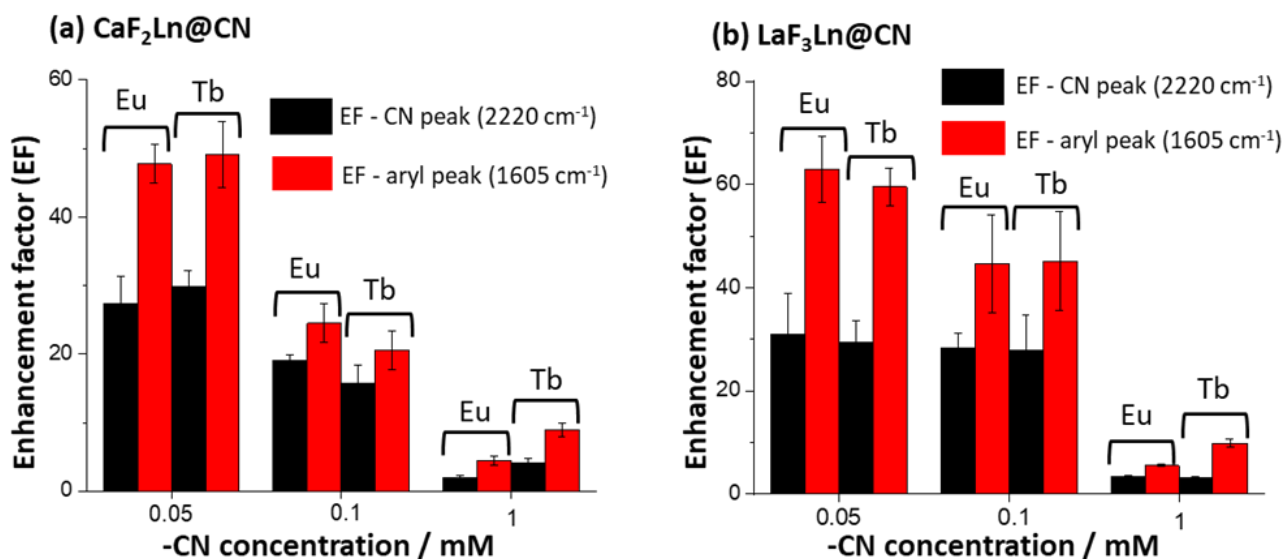 (a) CaF₂Ln@CN
60
40
20
0
Enhancement factor (EF)
Eu
Tb
EF - CN peak (2220 cm⁻¹)
EF - aryl peak (1605 cm⁻¹)
Eu
Tb
Eu
Tb
0.05
0.1
1
-CN concentration / mM
(b) LaF₃Ln@CN
80
60
40
20
0
Enhancement factor (EF)
Eu
Tb
EF - CN peak (2220 cm⁻¹)
EF - aryl peak (1605 cm⁻¹)
Eu
Tb
Eu
Tb
0.05
0.1
1
-CN concentration / mM